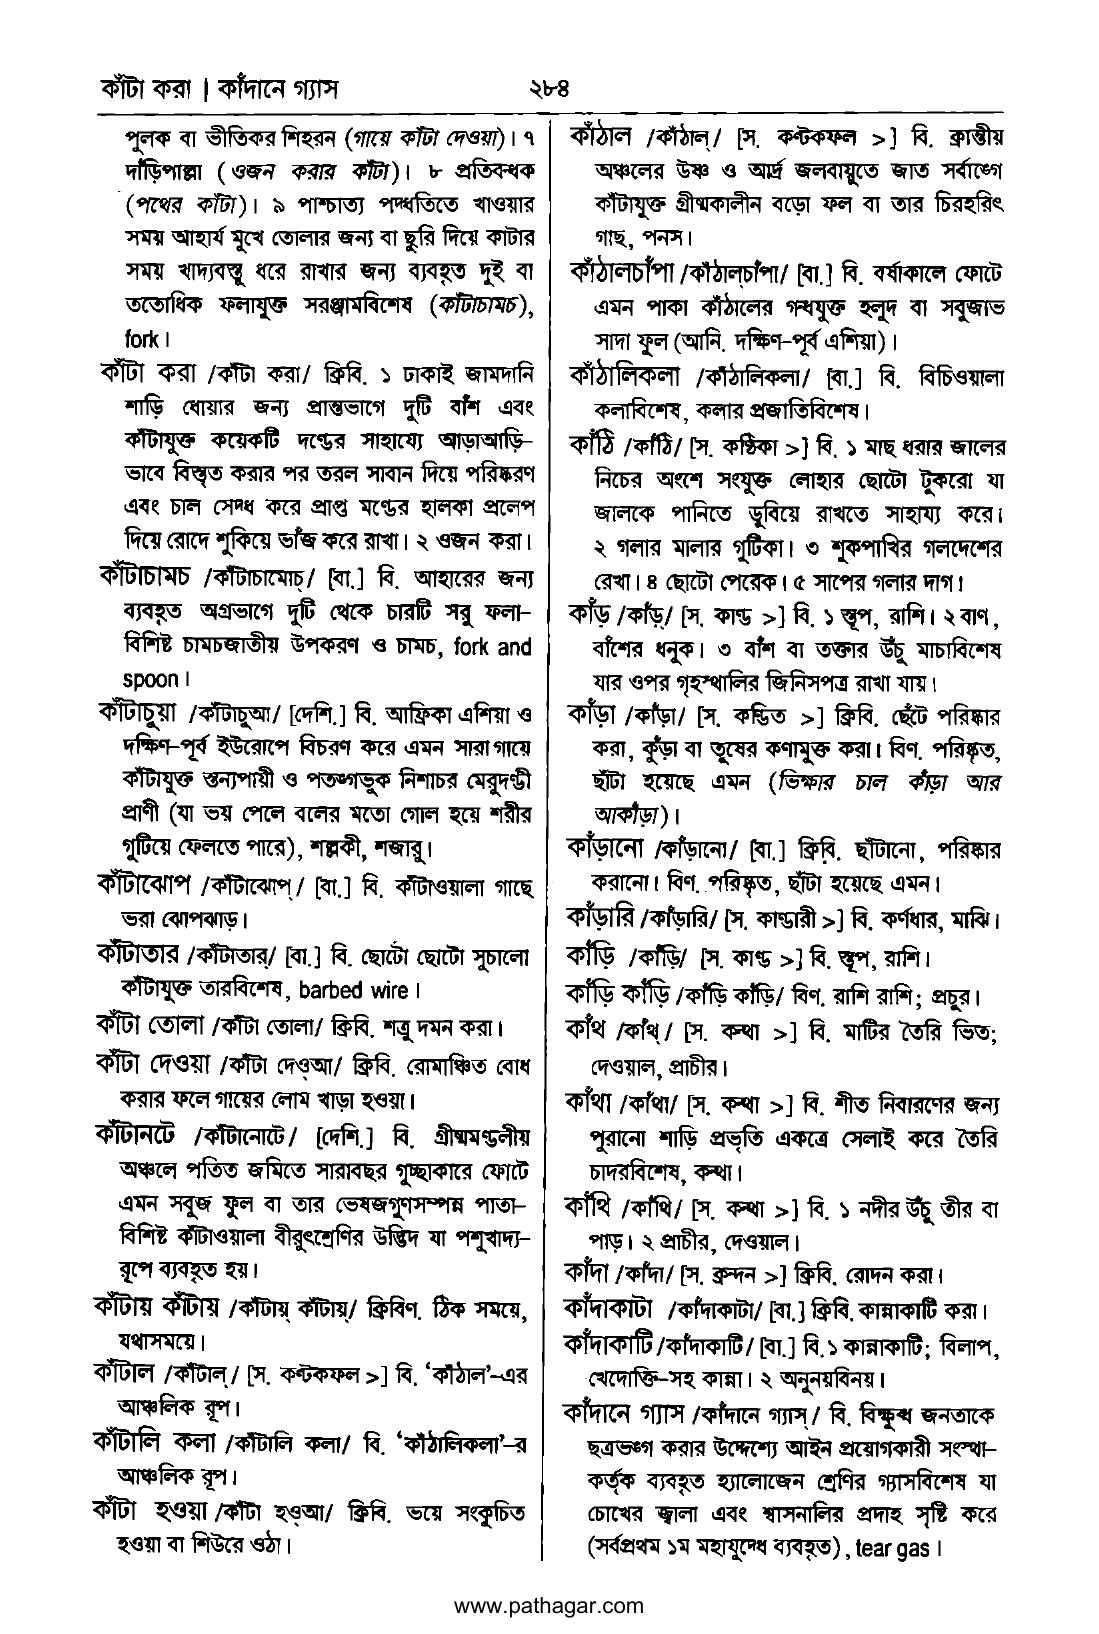 কাঁটা করা | কাঁদানে গ্যাস
২৮৪
পুলক বা ভীতিকর শিহরন (গায়ে কাঁটা দেওয়া)। ৭
দাঁড়িপাল্লা (ওজন করার কাঁটা)। ৮ প্রতিবন্ধক
(পথের কাঁটা)। ৯ পাশ্চাত্য পদ্ধতিতে খাওয়ার
সময় আহার্য মুখে তোলার জন্য বা ছুরি দিয়ে কাটার
সময় খাদ্যবস্তু ধরে রাখার জন্য ব্যবহৃত দুই বা
ততোধিক ফলাযুক্ত সরঞ্জামবিশেষ (কাঁটাচামচ),
fork।
কাঁটা করা /কাঁটা করা/ ক্রিবি. ১ ঢাকাই জামদানি
শাড়ি ধোয়ার জন্য প্রান্তভাগে দুটি বাঁশ এবং
কাঁটাযুক্ত কয়েকটি দণ্ডের সাহায্যে আড়াআড়ি-
ভাবে বিস্তৃত করার পর তরল সাবান দিয়ে পরিষ্করণ
এবং চাল সেদ্ধ করে প্রাপ্ত মণ্ডের হালকা প্রলেপ
দিয়ে রোদে শুকিয়ে ভাঁজ করে রাখা। ২ ওজন করা।
কাঁটাচামচ /কাঁটাচামোচ্/ [বা.] বি. আহারের জন্য
ব্যবহৃত অগ্রভাগে দুটি থেকে চারটি সরু ফলা-
বিশিষ্ট চামচজাতীয় উপকরণ ও চামচ, fork and
spoon।
কাঁটাচুয়া /কাঁটাচুআ/ [দেশি.] বি. আফ্রিকা এশিয়া ও
দক্ষিণ-পূর্ব ইউরোপে বিচরণ করে এমন সারা গায়ে
কাঁটাযুক্ত স্তন্যপায়ী ও পতঙ্গভুক নিশাচর মেরুদণ্ডী
প্রাণী (যা ভয় পেলে বলের মতো গোল হয়ে শরীর
গুটিয়ে ফেলতে পারে), শল্লকী, শজারু।
কাঁটাঝোপ /কাঁটাঝোপ্/ [বা.] বি. কাঁটাওয়ালা গাছে
ভরা ঝোপঝাড়।
কাঁটাতার /কাঁটাতার্/ [বা.] বি. ছোটো ছোটো সুচালো
কাঁটাযুক্ত তারবিশেষ, barbed wire।
কাঁটা তোলা /কাঁটা তোলা/ ক্রিবি. শত্রু দমন করা।
কাঁটা দেওয়া /কাঁটা দেওআ/ ক্রিবি. রোমাঞ্চিত বোধ
করার ফলে গায়ের লোম খাড়া হওয়া।
কাঁটানটে /কাঁটানোটে/ [দেশি.] বি. গ্রীষ্মমণ্ডলীয়
অঞ্চলে পতিত জমিতে সারাবছর গুচ্ছাকারে ফোটে
এমন সবুজ ফুল বা তার ভেষজগুণসম্পন্ন পাতা-
বিশিষ্ট কাঁটাওয়ালা বীরুৎশ্রেণির উদ্ভিদ যা পশুখাদ্য-
রূপে ব্যবহৃত হয়।
কাঁটায় কাঁটায় /কাঁটায়্ কাঁটায়্/ ক্রিবিণ. ঠিক সময়ে,
যথাসময়ে।
কাঁটাল /কাঁটাল্/ [স. কণ্টকফল >] বি. ‘কাঁঠাল’-এর
আঞ্চলিক রূপ।
কাঁটালি কলা /কাঁটালি কলা/ বি. ‘কাঁঠালিকলা’-র
আঞ্চলিক রূপ।
কাঁটা হওয়া /কাঁটা হওআ/ ক্রিবি. ভয়ে সংকুচিত
হওয়া বা শিউরে ওঠা।
কাঁঠাল /কাঁঠাল্/ [স. কণ্টকফল >] বি. ক্রান্তীয়
অঞ্চলের উষ্ণ ও আর্দ্র জলবায়ুতে জাত সর্বাঙ্গে
কাঁটাযুক্ত গ্রীষ্মকালীন বড়ো ফল বা তার চিরহরিৎ
গাছ, পনস।
কাঁঠালচাঁপা /কাঁঠাল্‌চাঁপা/ [বা.] বি. বর্ষাকালে ফোটে
এমন পাকা কাঁঠালের গন্ধযুক্ত হলুদ বা সবুজাভ
সাদা ফুল (আনি. দক্ষিণ-পূর্ব এশিয়া)।
কাঁঠালিকলা /কাঁঠালিকলা/ [বা.] বি. বিচিওয়ালা
কলাবিশেষ, কলার প্রজাতিবিশেষ।
কাঁঠি /কাঁঠি/ [স. কণ্ঠিকা >] বি. ১ মাছ ধরার জালের
নিচের অংশে সংযুক্ত লোহার ছোটো টুকরো যা
জালকে পানিতে ডুবিয়ে রাখতে সাহায্য করে।
২ গলার মালার গুটিকা। ৩ শুকপাখির গলদেশের
রেখা। ৪ ছোটো পেরেক। ৫ সাপের গলার দাগ।
কাঁড় /কাঁড়্/ [স. কাণ্ড >] বি. ১ স্তূপ, রাশি। ২ বাণ,
বাঁশের ধনুক। ৩ বাঁশ বা তক্তার উঁচু মাচাবিশেষ
যার ওপর গৃহস্থালির জিনিসপত্র রাখা যায়।
কাঁড়া /কাঁড়া/ [স. কণ্ডিত >] ক্রিবি. ছেঁটে পরিষ্কার
করা, কুঁড়া বা তুষের কণামুক্ত করা। বিণ. পরিষ্কৃত,
ছাঁটা হয়েছে এমন (ভিক্ষার চাল কাঁড়া আর
আকাঁড়া)।
কাঁড়ানো /কাঁড়ানো/ [বা.] ক্রিবি. ছাঁটানো, পরিষ্কার
করানো। বিণ. পরিষ্কৃত, ছাঁটা হয়েছে এমন।
কাঁড়ারি /কাঁড়ারি/ [স. কাণ্ডারী >] বি. কর্ণধার, মাঝি।
কাঁড়ি /কাঁড়ি/ [স. কাণ্ড >] বি. স্তূপ, রাশি।
কাঁড়ি কাঁড়ি /কাঁড়ি কাঁড়ি/ বিণ. রাশি রাশি; প্রচুর।
কাঁথ /কাঁথ্/ [স. কন্থা >] বি. মাটির তৈরি ভিত;
দেওয়াল, প্রাচীর।
কাঁথা /কাঁথা/ [স. কন্থা >] বি. শীত নিবারণের জন্য
পুরানো শাড়ি প্রভৃতি একত্রে সেলাই করে তৈরি
চাদরবিশেষ, কন্থা।
কাঁথি /কাঁথি/ [স. কন্থা >] বি. ১ নদীর উঁচু তীর বা
পাড়। ২ প্রাচীর, দেওয়াল।
কাঁদা /কাঁদা/ [স. ক্রন্দন >] ক্রিবি. রোদন করা।
কাঁদাকাটা /কাঁদাকাটা/ [বা.] ক্রিবি. কান্নাকাটি করা।
কাঁদাকাটি /কাঁদাকাটি/ [বা.] বি. ১ কান্নাকাটি; বিলাপ,
খেদোক্তি-সহ কান্না। ২ অনুনয়বিনয়।
কাঁদানে গ্যাস /কাঁদানে গ্যাস্/ বি. বিক্ষুব্ধ জনতাকে
ছত্রভঙ্গ করার উদ্দেশ্যে আইন প্রয়োগকারী সংস্থা-
কর্তৃক ব্যবহৃত হ্যালোজেন শ্রেণির গ্যাসবিশেষ যা
চোখের জ্বালা এবং শ্বাসনালির প্রদাহ সৃষ্টি করে
(সর্বপ্রথম ১ম মহাযুদ্ধে ব্যবহৃত), tear gas।
www.pathagar.com